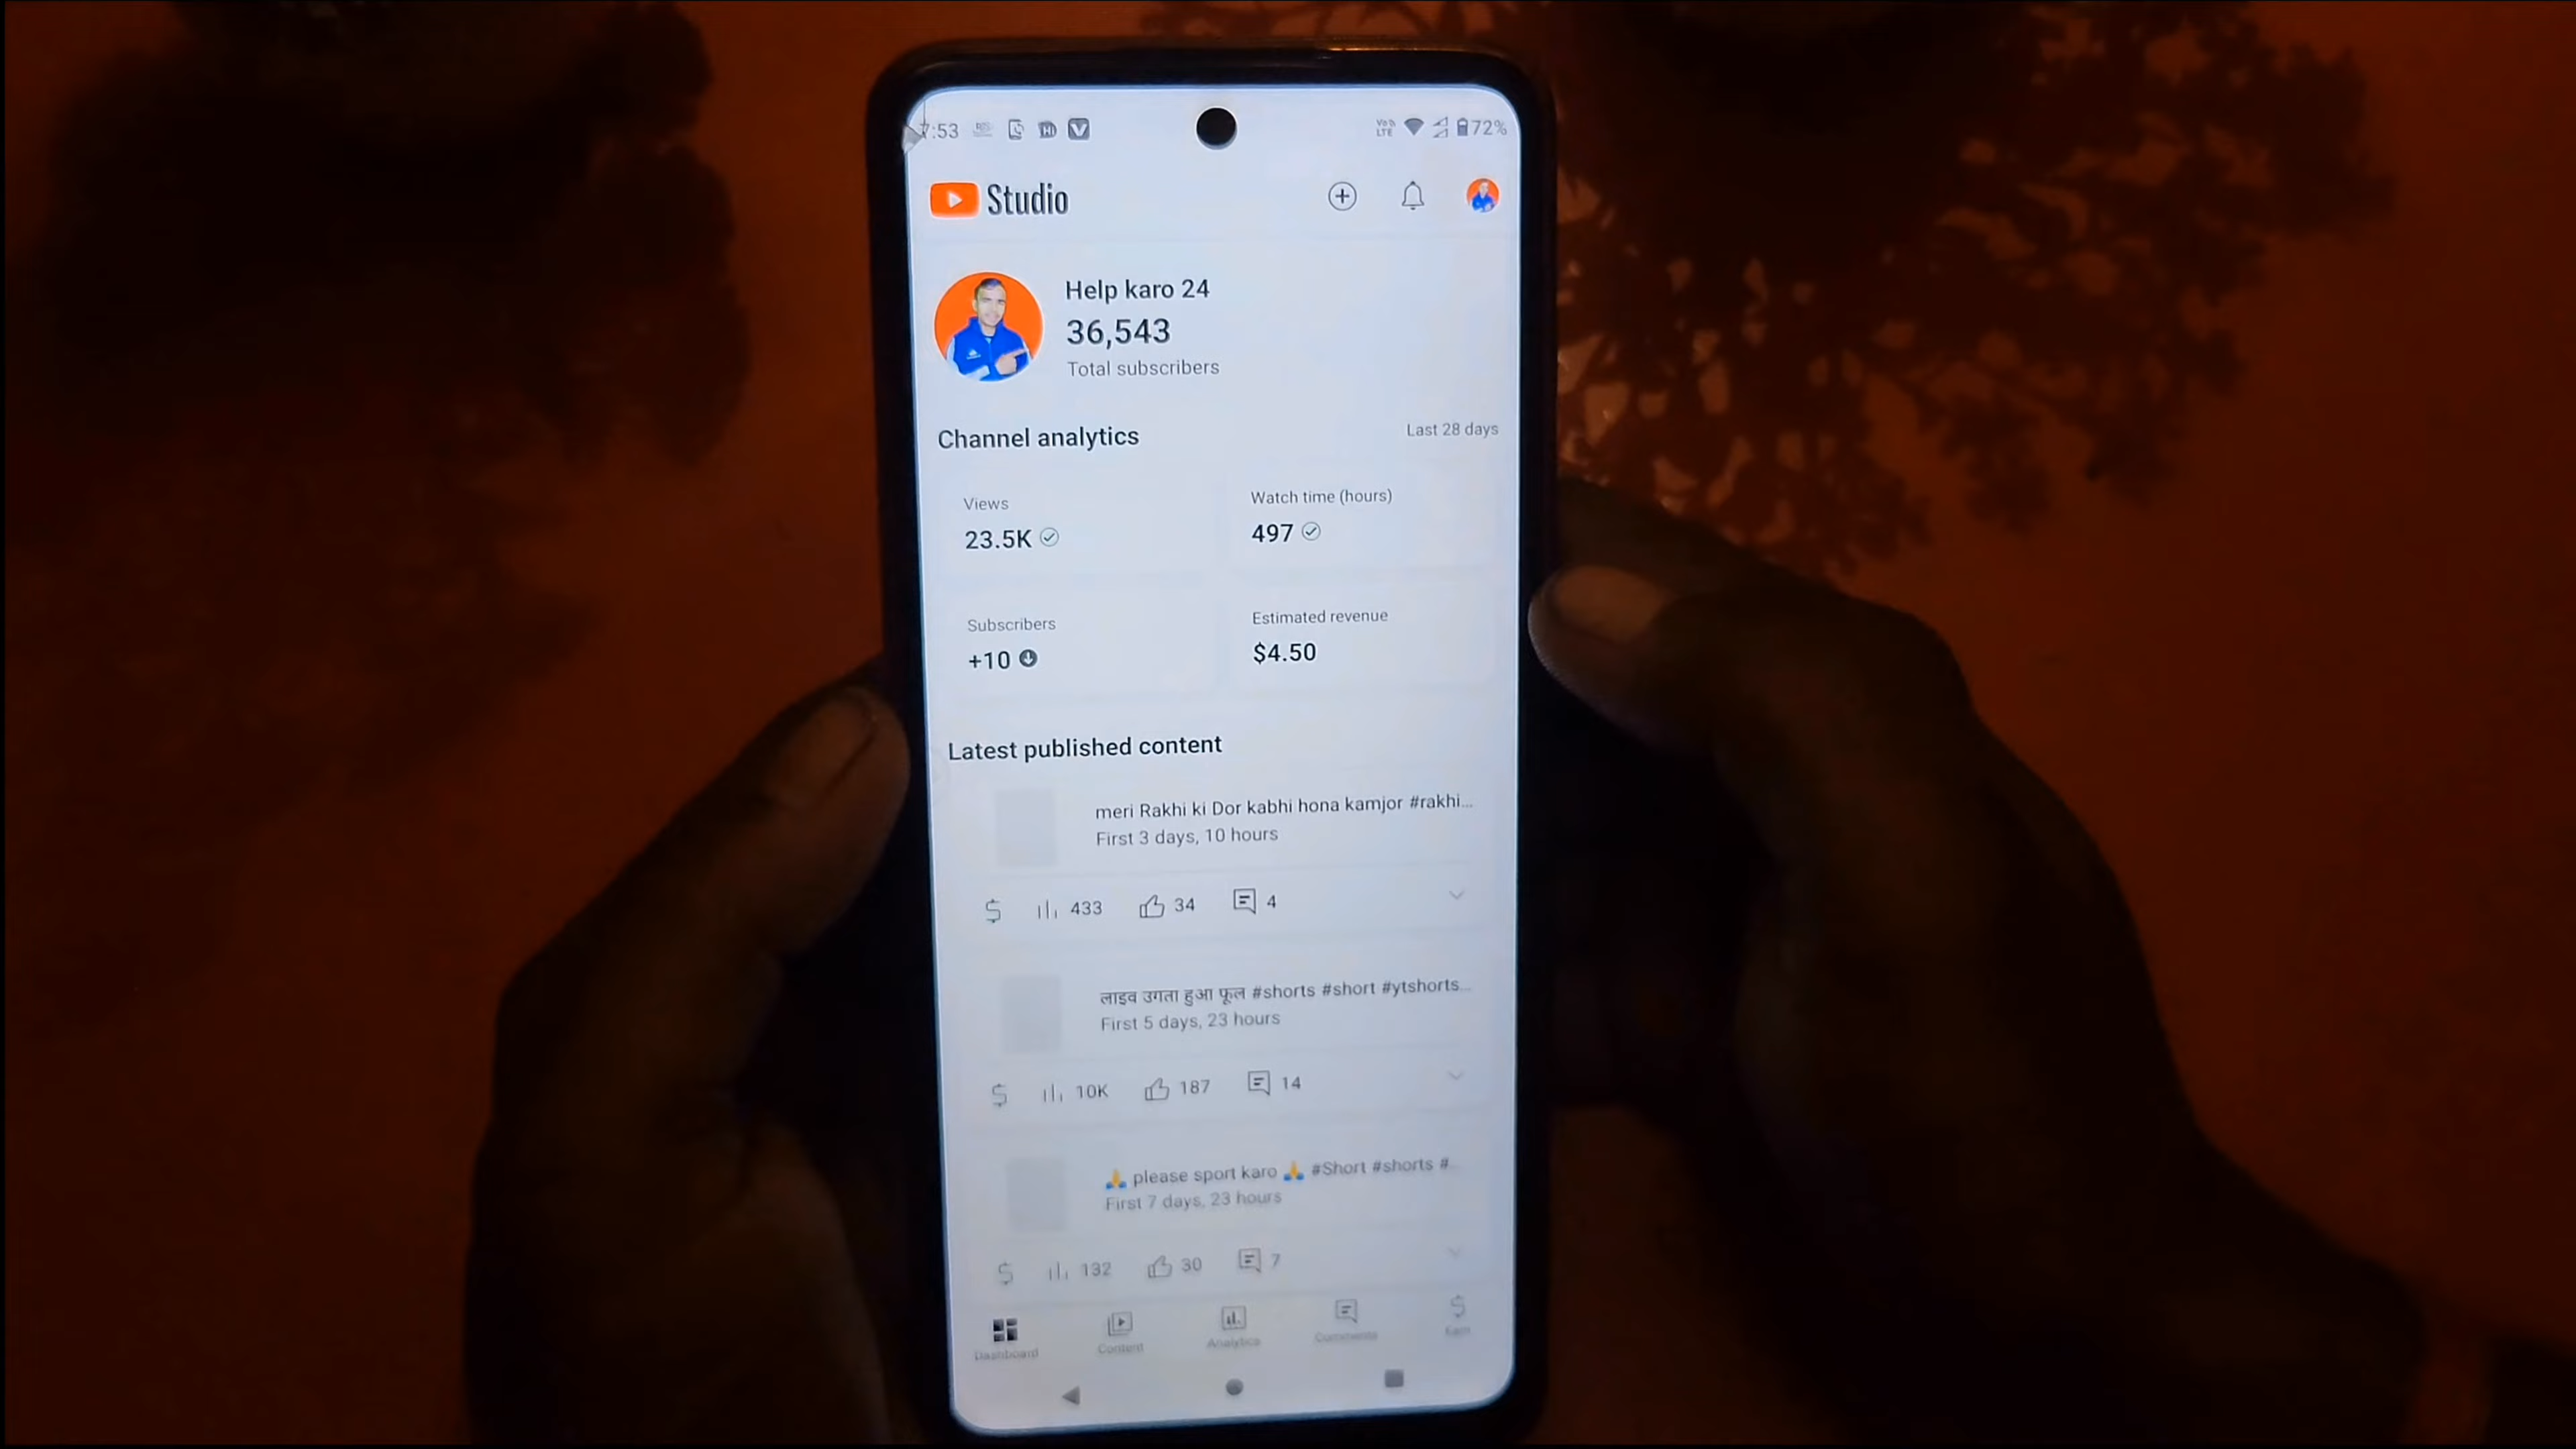 7:53
Vo LTE 72%
Studio
Help karo 24
36,543
Total subscribers
Channel analytics
Last 28 days
Views
Watch time (hours)
23.5K
497
Subscribers
Estimated revenue
+10
$4.50
Latest published content
meri Rakhi ki Dor kabhi hona kamjor #rakhi...
First 3 days, 10 hours
433 34 4
लाइव उगता हुआ फूल #shorts #short #ytshorts...
First 5 days, 23 hours
10K 187 14
🙏 please sport karo 🙏 #Short #shorts #
First 7 days, 23 hours
132 30 7
Dashboard Content Analytics Comments Earn